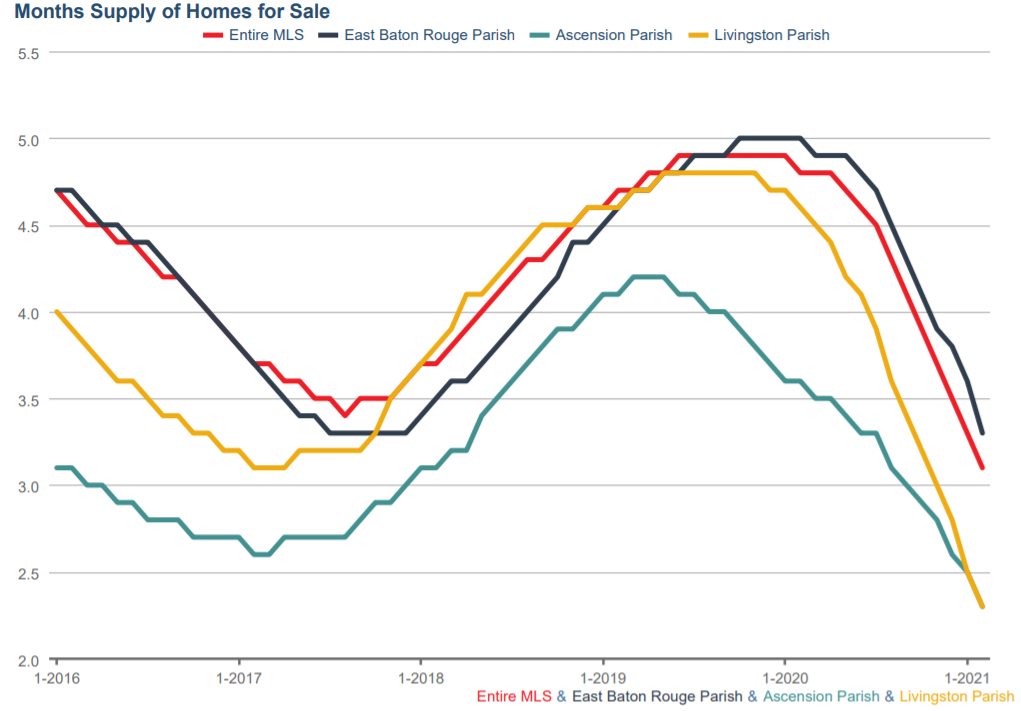 Months Supply of Homes for Sale
Entire MLS East Baton Rouge Parish Ascension Parish Livingston Parish
5.5
5.0
4.5
4.0
3.5
3.0
2.5
2.0
1-2016 1-2017 1-2018 1-2019 1-2020 1-2021
Entire MLS & East Baton Rouge Parish & Ascension Parish & Livingston Parish